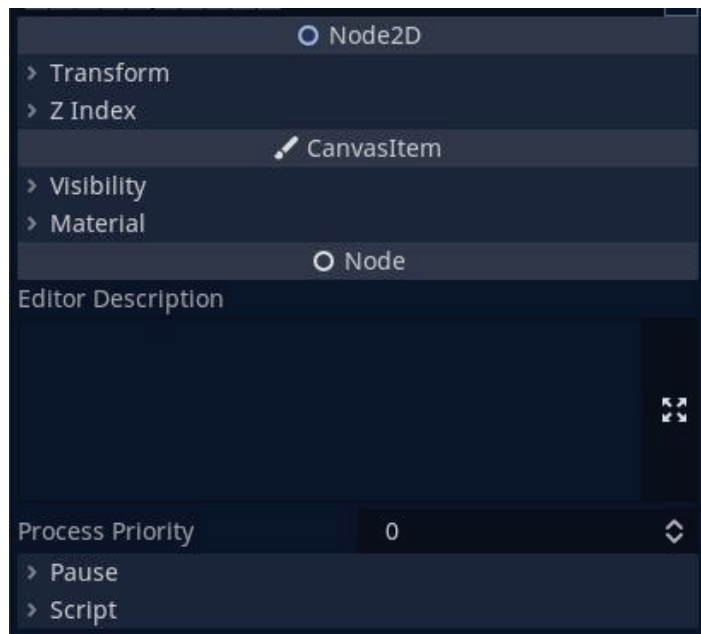 Node2D
Transform
Z Index
CanvasItem
Visibility
Material
Node
Editor Description
Process Priority 0
Pause
Script